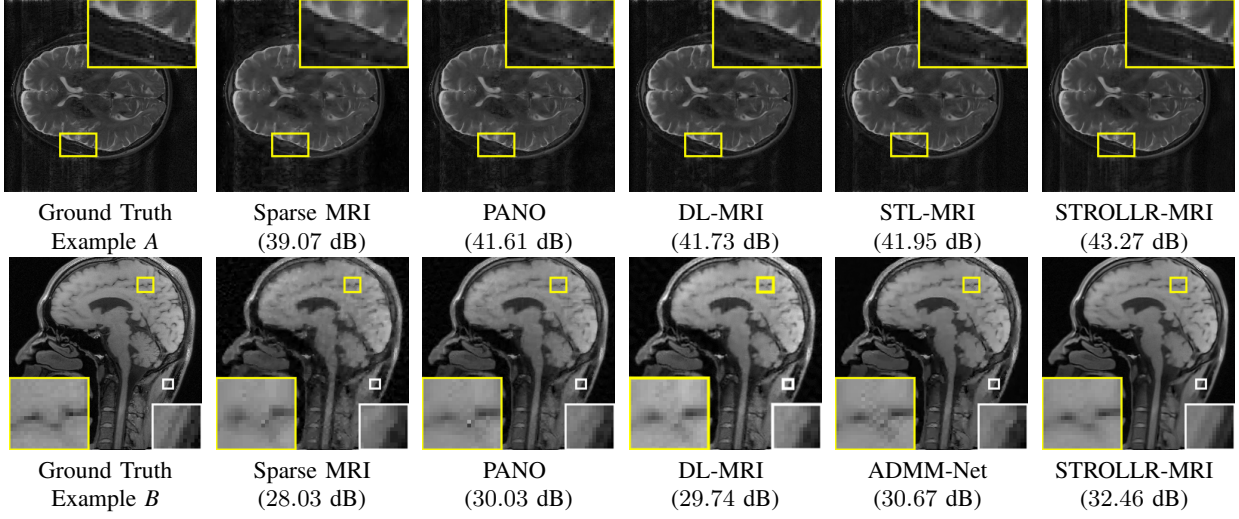 Ground Truth Sparse MRI PANO DL-MRI STL-MRI STROLLR-MRI
Example A (39.07 dB) (41.61 dB) (41.73 dB) (41.95 dB) (43.27 dB)
Ground Truth Sparse MRI PANO DL-MRI ADMM-Net STROLLR-MRI
Example B (28.03 dB) (30.03 dB) (29.74 dB) (30.67 dB) (32.46 dB)